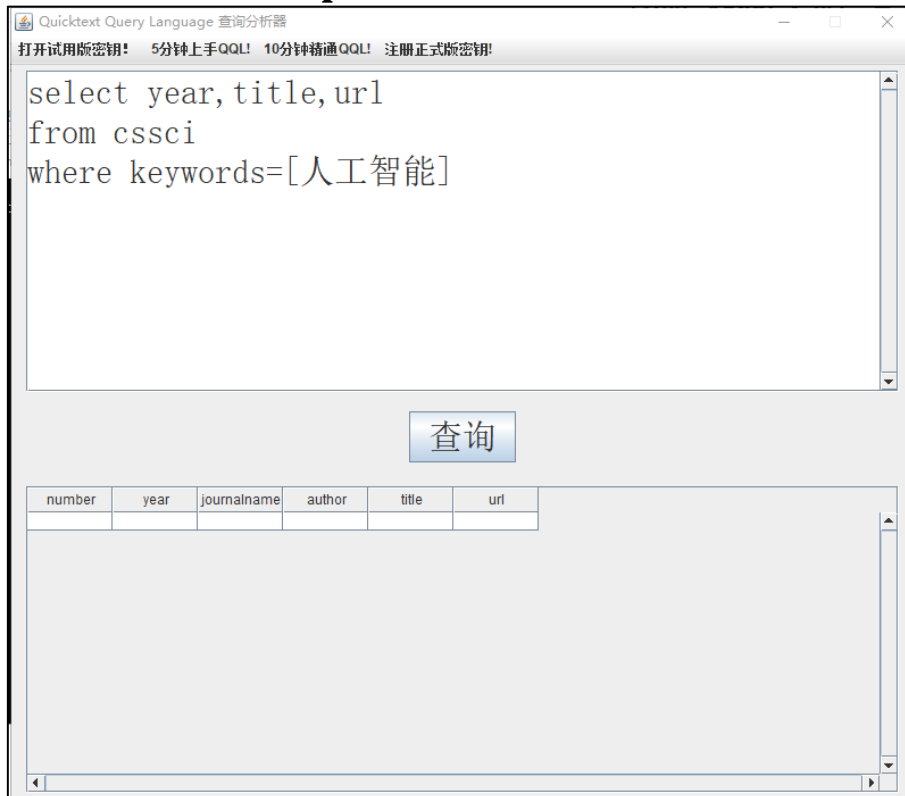 Quicktext Query Language 查询分析器
打开试用版密钥! 5分钟上手QQL! 10分钟精通QQL! 注册正式版密钥!
select year,title,url
from cssci
where keywords=[人工智能]
查询
number year journalname author title url